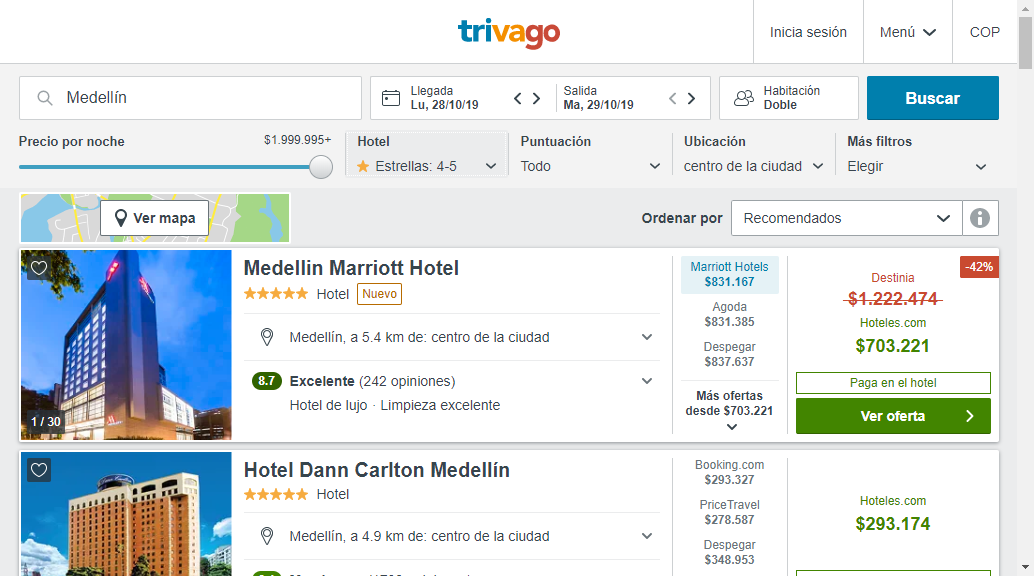 trivago
Inicia sesión
Menú
COP
Medellín
Llegada
Lu, 28/10/19
Salida
Ma, 29/10/19
Habitación
Doble
Buscar
Precio por noche
$1.999.995+
Hotel
Estrellas: 4-5
Puntuación
Todo
Ubicación
centro de la ciudad
Más filtros
Elegir
Ver mapa
Ordenar por
Recomendados
1 / 30
Medellin Marriott Hotel
Hotel
Nuevo
Medellín, a 5.4 km de: centro de la ciudad
8.7 Excelente (242 opiniones)
Hotel de lujo · Limpieza excelente
Marriott Hotels
$831.167
Agoda
$831.385
Despegar
$837.637
Más ofertas
desde $703.221
-42%
Destinia
$1.222.474
Hoteles.com
$703.221
Paga en el hotel
Ver oferta
Hotel Dann Carlton Medellín
Hotel
Medellín, a 4.9 km de: centro de la ciudad
Booking.com
$293.327
PriceTravel
$278.587
Despegar
$348.953
Hoteles.com
$293.174